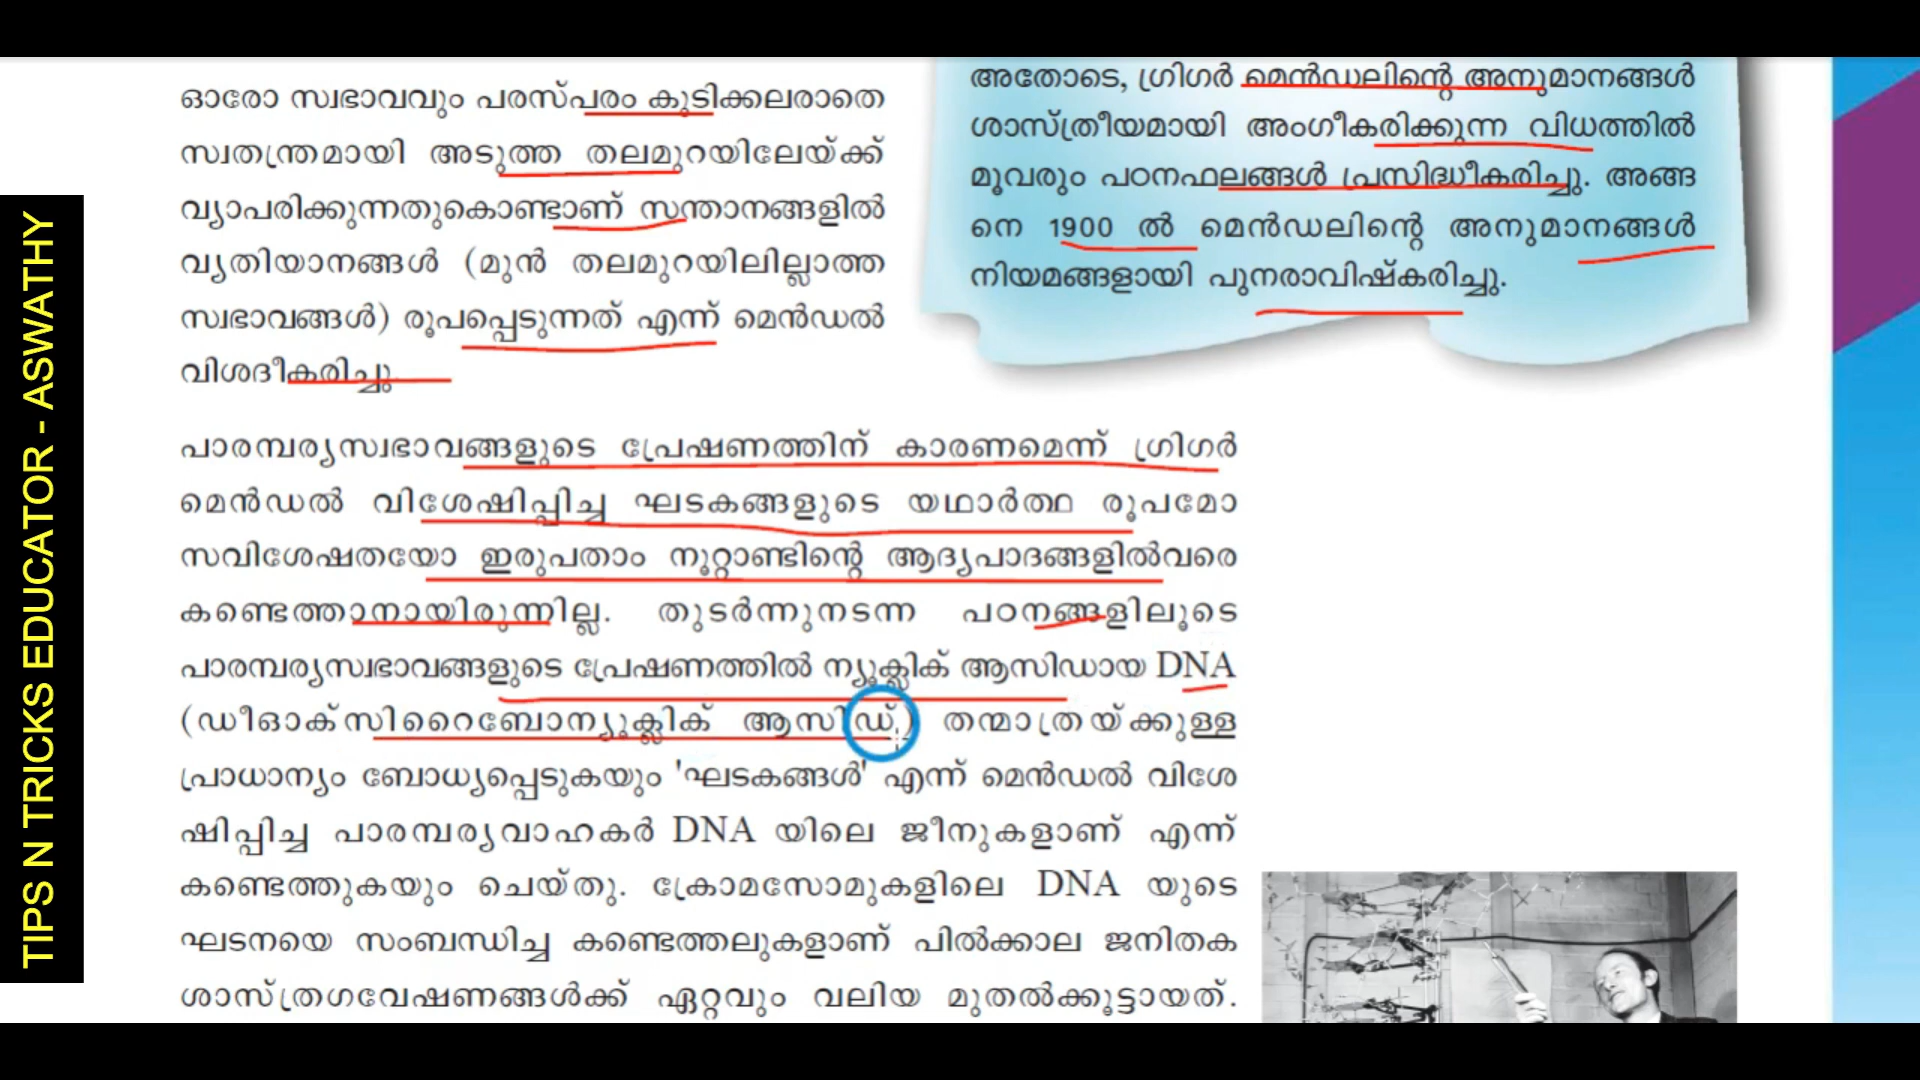 ഓരോ സ്വഭാവവും പരസ്പരം കൂടിക്കലരാതെ
സ്വതന്ത്രമായി അടുത്ത തലമുറയിലേയ്ക്ക്
വ്യാപരിക്കുന്നതുകൊണ്ടാണ് സന്താനങ്ങളിൽ
വ്യതിയാനങ്ങൾ (മുൻ തലമുറയിലില്ലാത്ത
സ്വഭാവങ്ങൾ) രൂപപ്പെടുന്നത് എന്ന് മെൻഡൽ
വിശദീകരിച്ചു.
അതോടെ, ഗ്രിഗർ മെൻഡലിന്റെ അനുമാനങ്ങൾ
ശാസ്ത്രീയമായി അംഗീകരിക്കുന്ന വിധത്തിൽ
മൂവരും പഠനഫലങ്ങൾ പ്രസിദ്ധീകരിച്ചു. അങ്ങ
നെ 1900 ൽ മെൻഡലിന്റെ അനുമാനങ്ങൾ
നിയമങ്ങളായി പുനരാവിഷ്കരിച്ചു.
പാരമ്പര്യസ്വഭാവങ്ങളുടെ പ്രേഷണത്തിന് കാരണമെന്ന് ഗ്രിഗർ
മെൻഡൽ വിശേഷിപ്പിച്ച ഘടകങ്ങളുടെ യഥാർത്ഥ രൂപമോ
സവിശേഷതയോ ഇരുപതാം നൂറ്റാണ്ടിന്റെ ആദ്യപാദങ്ങളിൽവരെ
കണ്ടെത്താനായിരുന്നില്ല. തുടർന്നുനടന്ന പഠനങ്ങളിലൂടെ
പാരമ്പര്യസ്വഭാവങ്ങളുടെ പ്രേഷണത്തിൽ ന്യൂക്ലിക് ആസിഡായ DNA
(ഡീഓക്സിറൈബോന്യൂക്ലിക് ആസിഡ്) തന്മാത്രയ്ക്കുള്ള
പ്രാധാന്യം ബോധ്യപ്പെടുകയും 'ഘടകങ്ങൾ' എന്ന് മെൻഡൽ വിശേ
ഷിപ്പിച്ച പാരമ്പര്യവാഹകർ DNA യിലെ ജീനുകളാണ് എന്ന്
കണ്ടെത്തുകയും ചെയ്തു. ക്രോമസോമുകളിലെ DNA യുടെ
ഘടനയെ സംബന്ധിച്ച കണ്ടെത്തലുകളാണ് പിൽക്കാല ജനിതക
ശാസ്ത്രഗവേഷണങ്ങൾക്ക് ഏറ്റവും വലിയ മുതൽക്കൂട്ടായത്.
TIPS N TRICKS EDUCATOR - ASWATHY